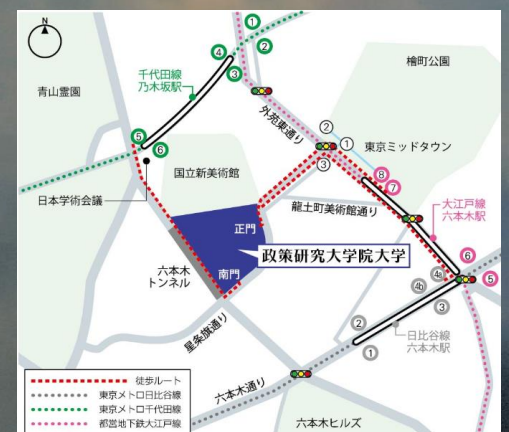 N
① ②
④ ③
檜町公園
青山霊園
千代田線
乃木坂駅
外苑東通り
② ①
③
東京ミッドタウン
⑤ ⑥
国立新美術館
⑧ ⑦
日本学術会議
龍土町美術館通り
大江戸線
六本木駅
正門
政策研究大学院大学
六本木
トンネル
南門
⑥
④a ⑤
④b
③
星条旗通り
②
①
日比谷線
六本木駅
六本木通り
六本木ヒルズ
徒歩ルート
東京メトロ日比谷線
東京メトロ千代田線
都営地下鉄大江戸線